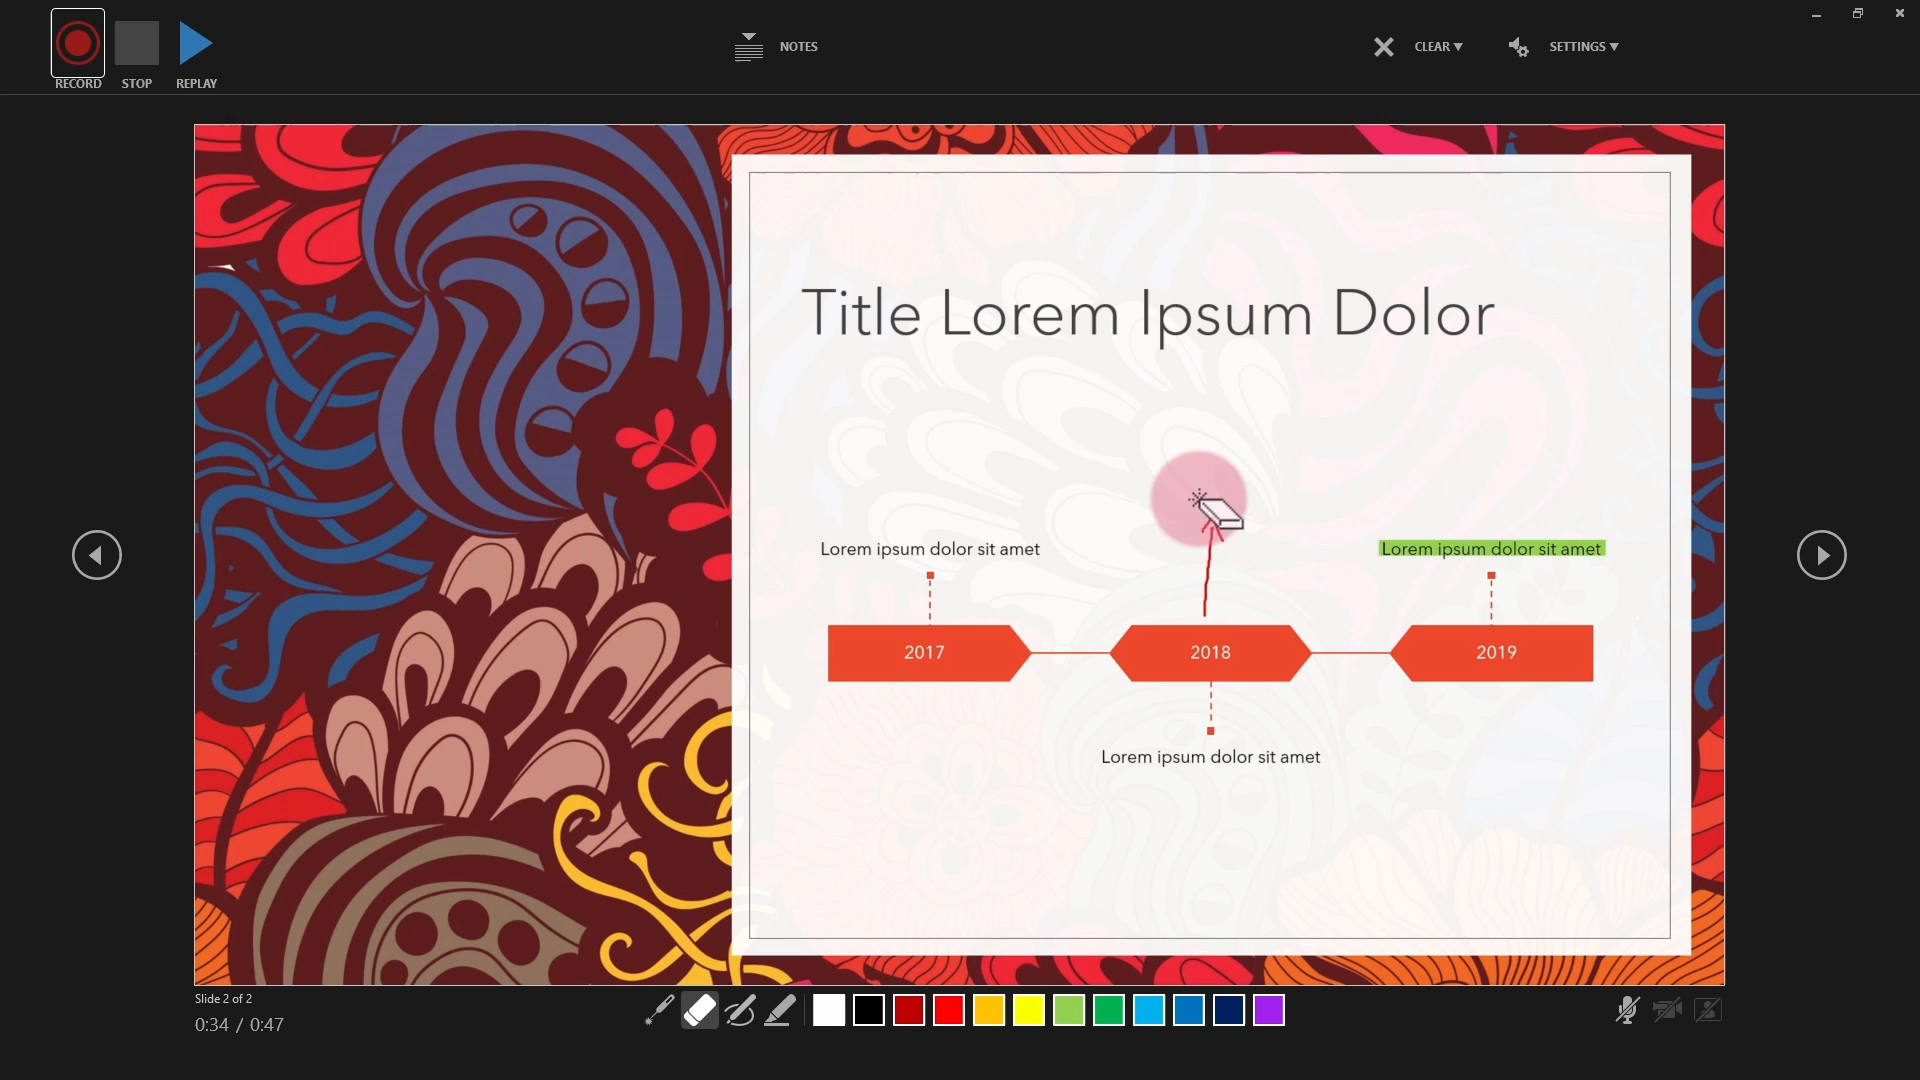 RECORD STOP REPLAY
NOTES
CLEAR
SETTINGS
Title Lorem Ipsum Dolor
Lorem ipsum dolor sit amet
Lorem ipsum dolor sit amet
2017
2018
2019
Lorem ipsum dolor sit amet
Slide 2 of 2
0:34 / 0:47